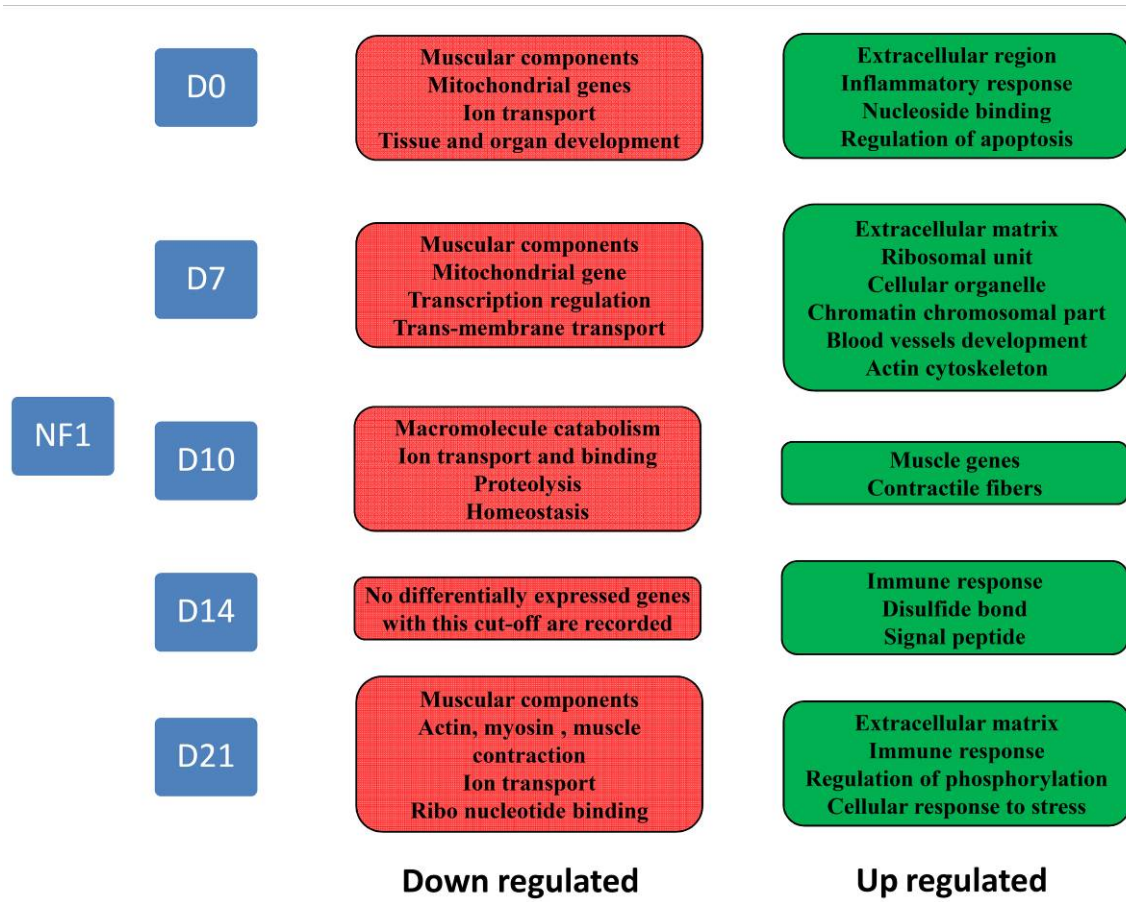 D0
Muscular components
Mitochondrial genes
Ion transport
Tissue and organ development
Extracellular region
Inflammatory response
Nucleoside binding
Regulation of apoptosis
D7
Muscular components
Mitochondrial gene
Transcription regulation
Trans-membrane transport
Extracellular matrix
Ribosomal unit
Cellular organelle
Chromatin chromosomal part
Blood vessels development
Actin cytoskeleton
NF1
D10
Macromolecule catabolism
Ion transport and binding
Proteolysis
Homeostasis
Muscle genes
Contractile fibers
D14
No differentially expressed genes
with this cut-off are recorded
Immune response
Disulfide bond
Signal peptide
D21
Muscular components
Actin, myosin , muscle
contraction
Ion transport
Ribo nucleotide binding
Extracellular matrix
Immune response
Regulation of phosphorylation
Cellular response to stress
Down regulated
Up regulated